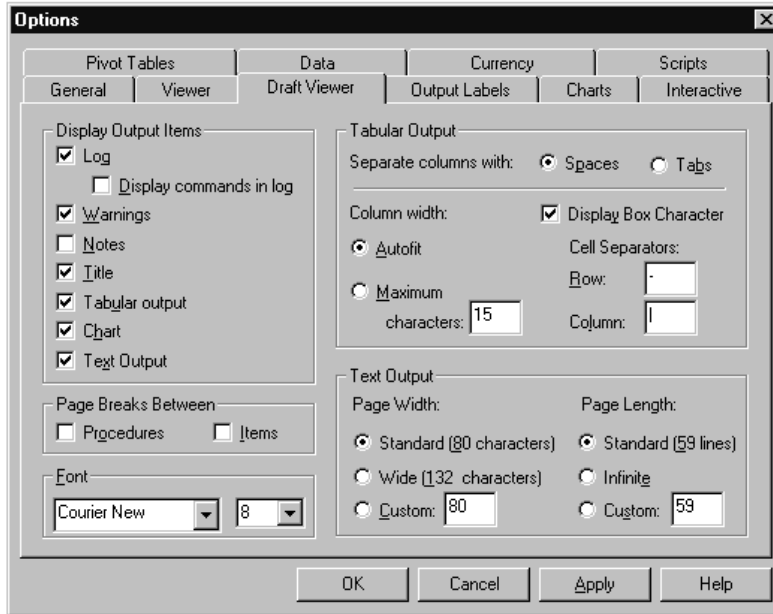 Options
Pivot Tables Data Currency Scripts
General Viewer Draft Viewer Output Labels Charts Interactive
Display Output Items
Log
Display commands in log
Warnings
Notes
Title
Tabular output
Chart
Text Output
Page Breaks Between
Procedures Items
Font
Courier New 8
Tabular Output
Separate columns with: Spaces Tabs
Column width:
Autofit
Maximum
characters: 15
Display Box Character
Cell Separators:
Row: -
Column: |
Text Output
Page Width:
Standard (80 characters)
Wide (132 characters)
Custom: 80
Page Length:
Standard (59 lines)
Infinite
Custom: 59
OK Cancel Apply Help